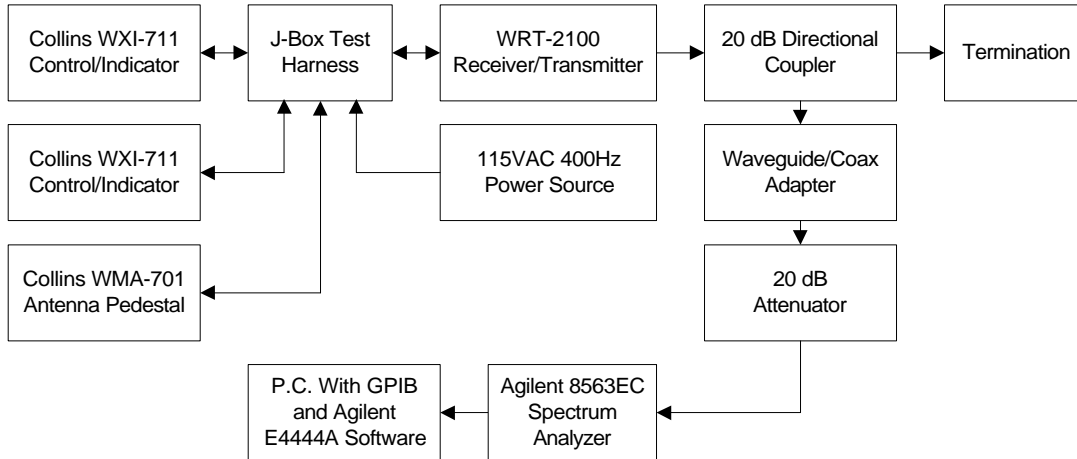 Collins WXI-711
Control/Indicator
J-Box Test
Harness
WRT-2100
Receiver/Transmitter
20 dB Directional
Coupler
Termination
Collins WXI-711
Control/Indicator
115VAC 400Hz
Power Source
Waveguide/Coax
Adapter
Collins WMA-701
Antenna Pedestal
20 dB
Attenuator
P.C. With GPIB
and Agilent
E4444A Software
Agilent 8563EC
Spectrum
Analyzer